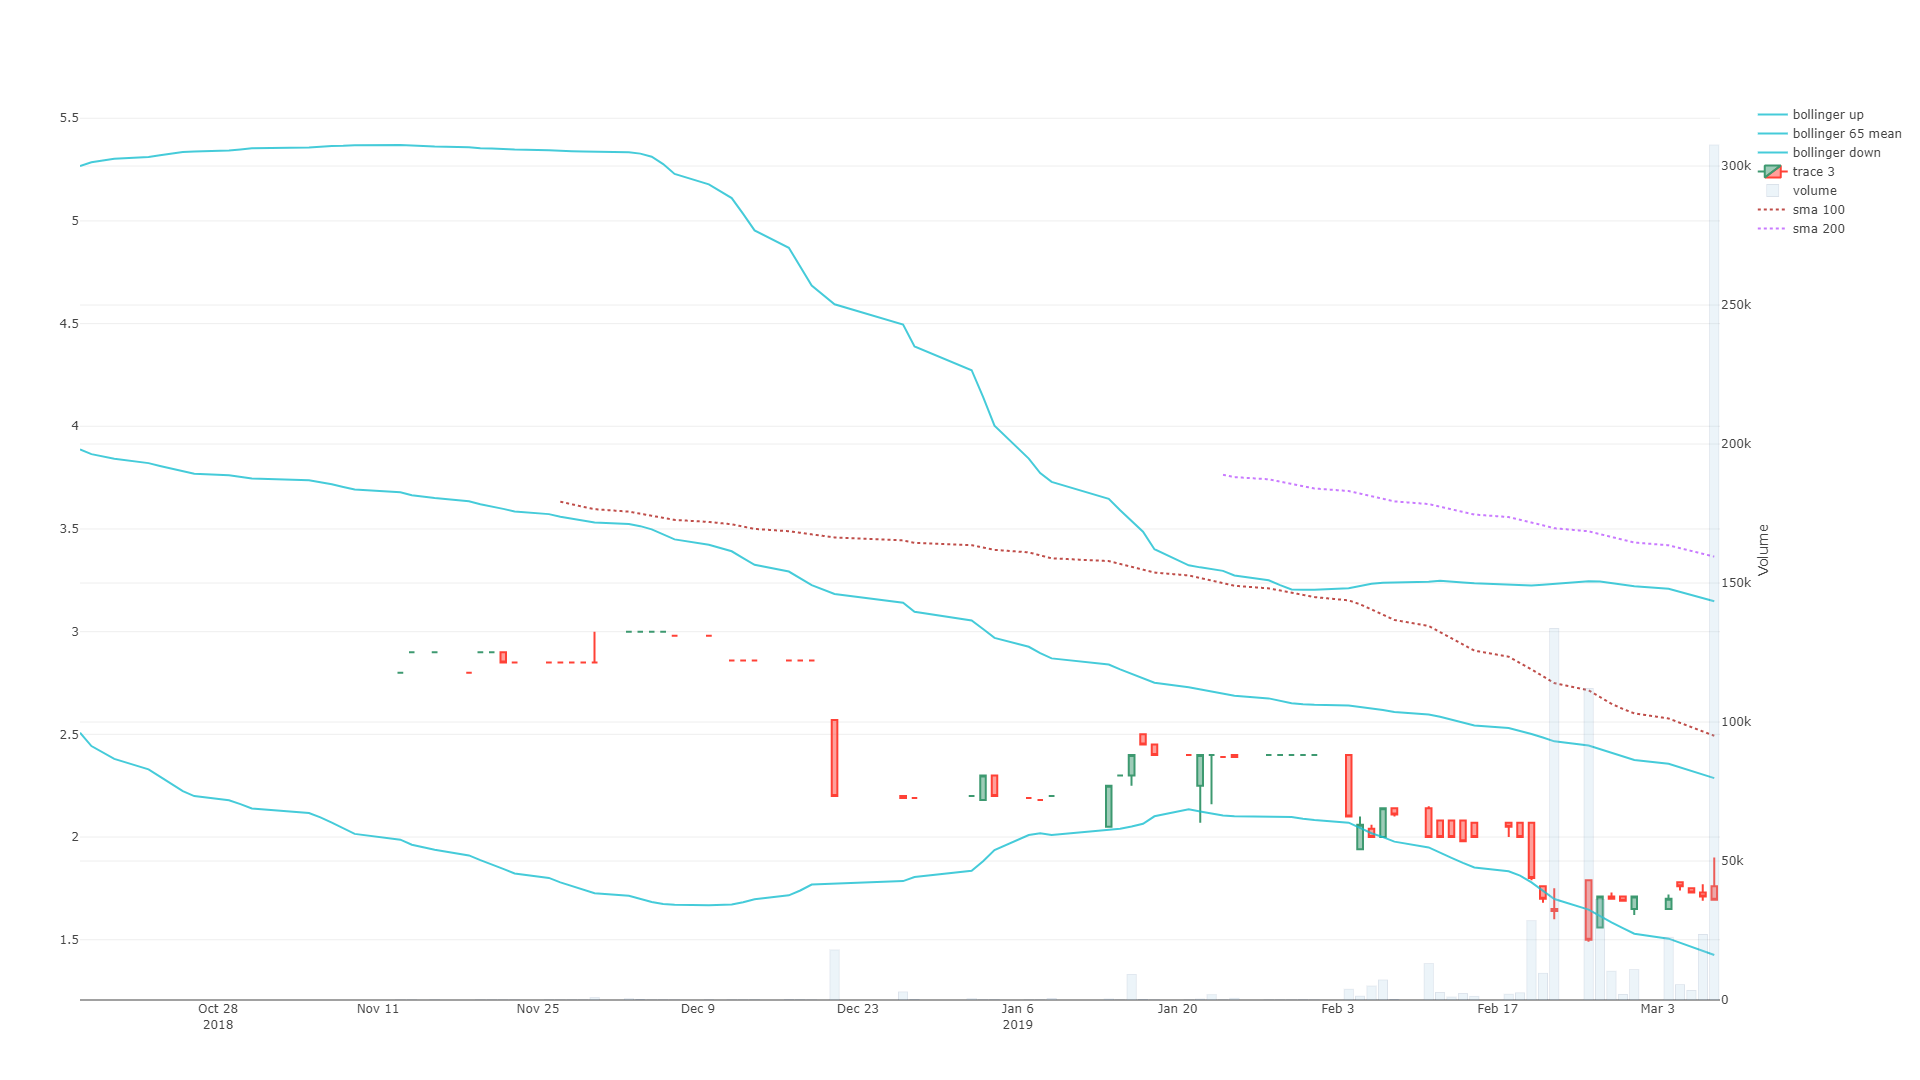 5.5
5
4.5
4
3.5
3
2.5
2
1.5
300k
250k
200k
150k
100k
50k
0
Volume
Oct 28
2018
Nov 11
Nov 25
Dec 9
Dec 23
Jan 6
2019
Jan 20
Feb 3
Feb 17
Mar 3
bollinger up
bollinger 65 mean
bollinger down
trace 3
volume
sma 100
sma 200